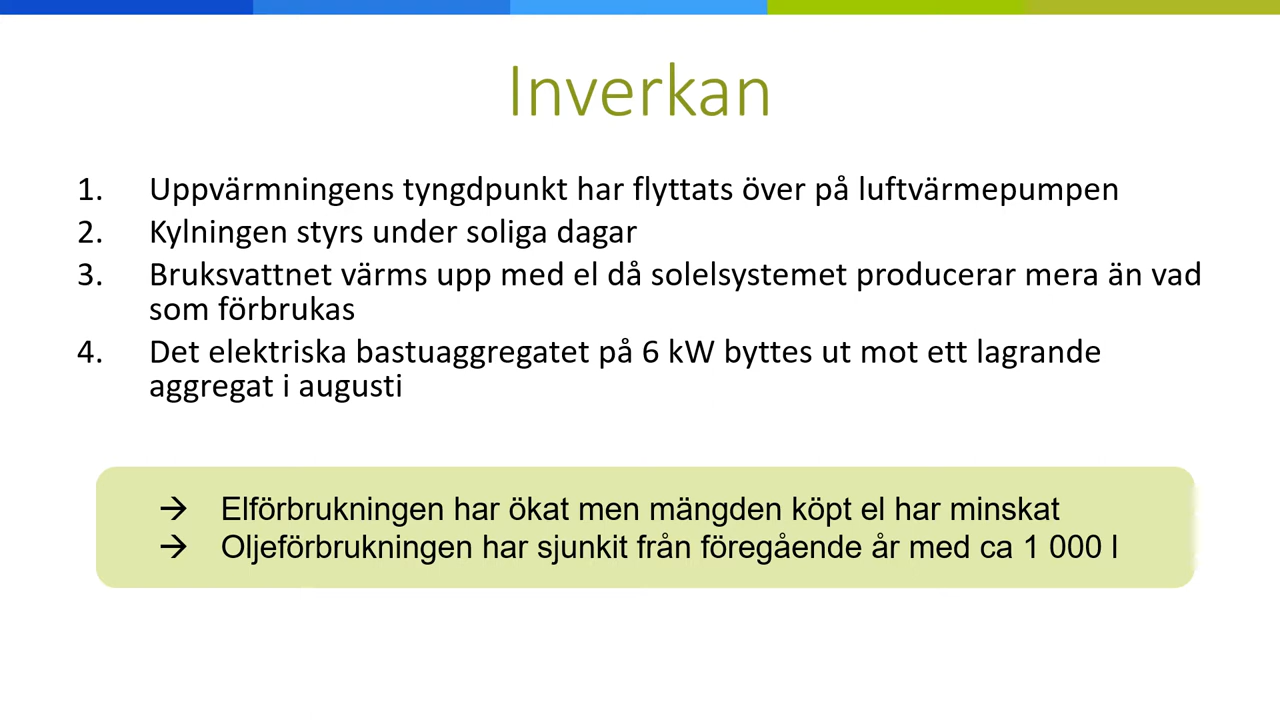 Inverkan
1. Uppvärmningens tyngdpunkt har flyttats över på luftvärmepumpen
2. Kylningen styrs under soliga dagar
3. Bruksvattnet värms upp med el då solelsystemet producerar mera än vad
som förbrukas
4. Det elektriska bastuaggregatet på 6 kW byttes ut mot ett lagrande
aggregat i augusti
→ Elförbrukningen har ökat men mängden köpt el har minskat
→ Oljeförbrukningen har sjunkit från föregående år med ca 1 000 l